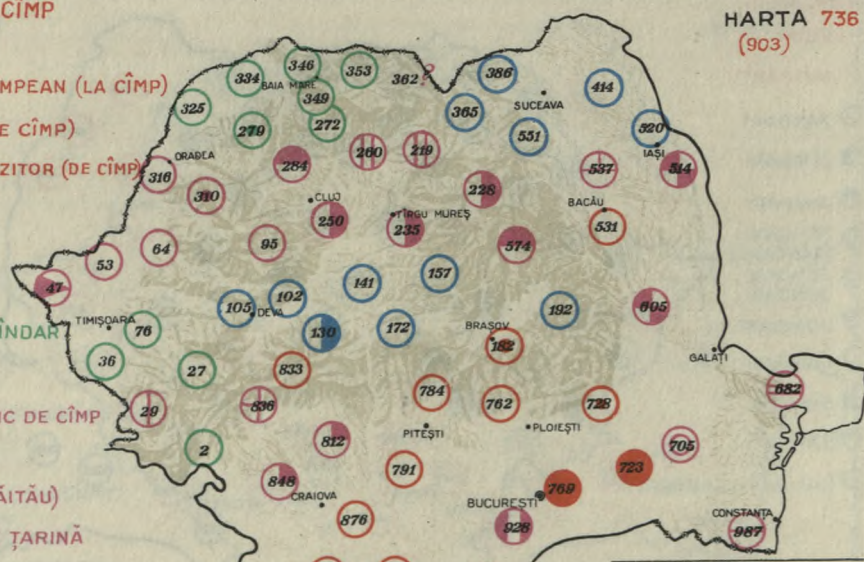 CÎMP
HARTA 736
(903)
MPEAN (LA CÎMP)
E CÎMP)
ZITOR (DE CÎMP)
ÎNDAR
IC DE CÎMP
ĂITĂU)
ȚARINĂ
346
334
353
362 ?
386
BAIA MARE
349
414
325
SUCEAVA
365
279
272
551
520
IAȘI
ORADEA
260
219
284
316
537
514
310
228
CLUJ
BACĂU
250
TÎRGU MUREȘ
235
531
95
574
64
53
47
157
141
102
105
DEVA
192
605
TIMIȘOARA
76
130
172
BRAȘOV
182
36
27
833
GALAȚI
784
762
728
682
29
836
PITEȘTI
PLOIEȘTI
2
812
705
791
723
848
769
CRAIOVA
BUCUREȘTI
876
928
CONSTANȚA
987